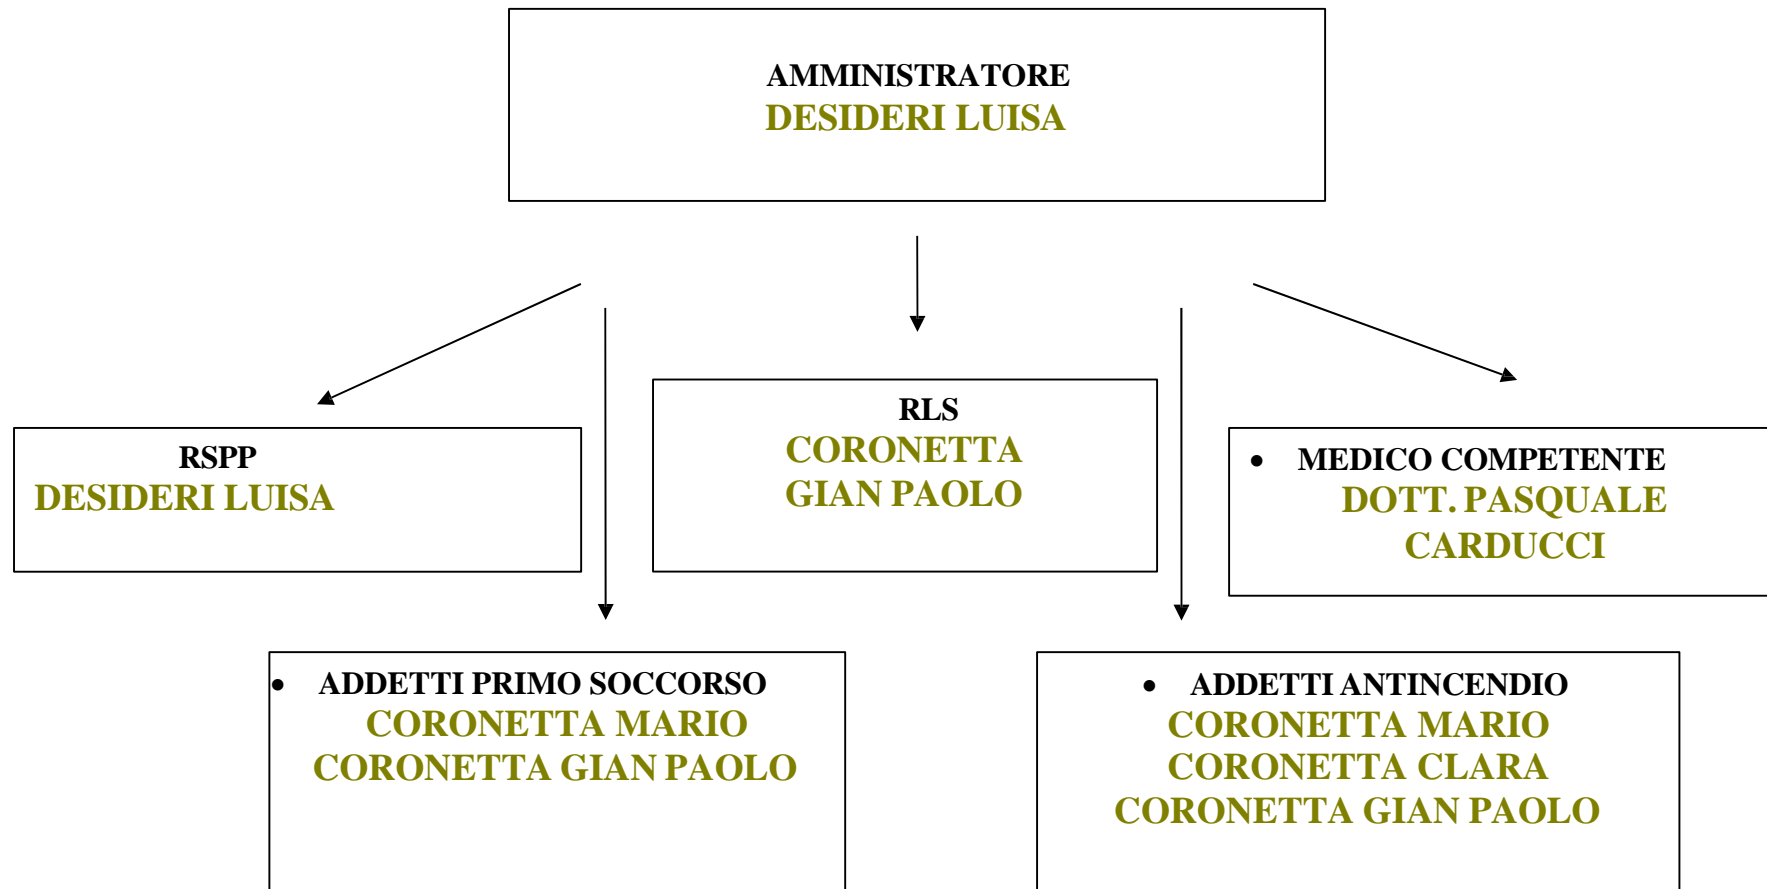 AMMINISTRATORE
DESIDERI LUISA
RSPP
DESIDERI LUISA
RLS
CORONETTA
GIAN PAOLO
• MEDICO COMPETENTE
DOTT. PASQUALE
CARDUCCI
• ADDETTI PRIMO SOCCORSO
CORONETTA MARIO
CORONETTA GIAN PAOLO
• ADDETTI ANTINCENDIO
CORONETTA MARIO
CORONETTA CLARA
CORONETTA GIAN PAOLO